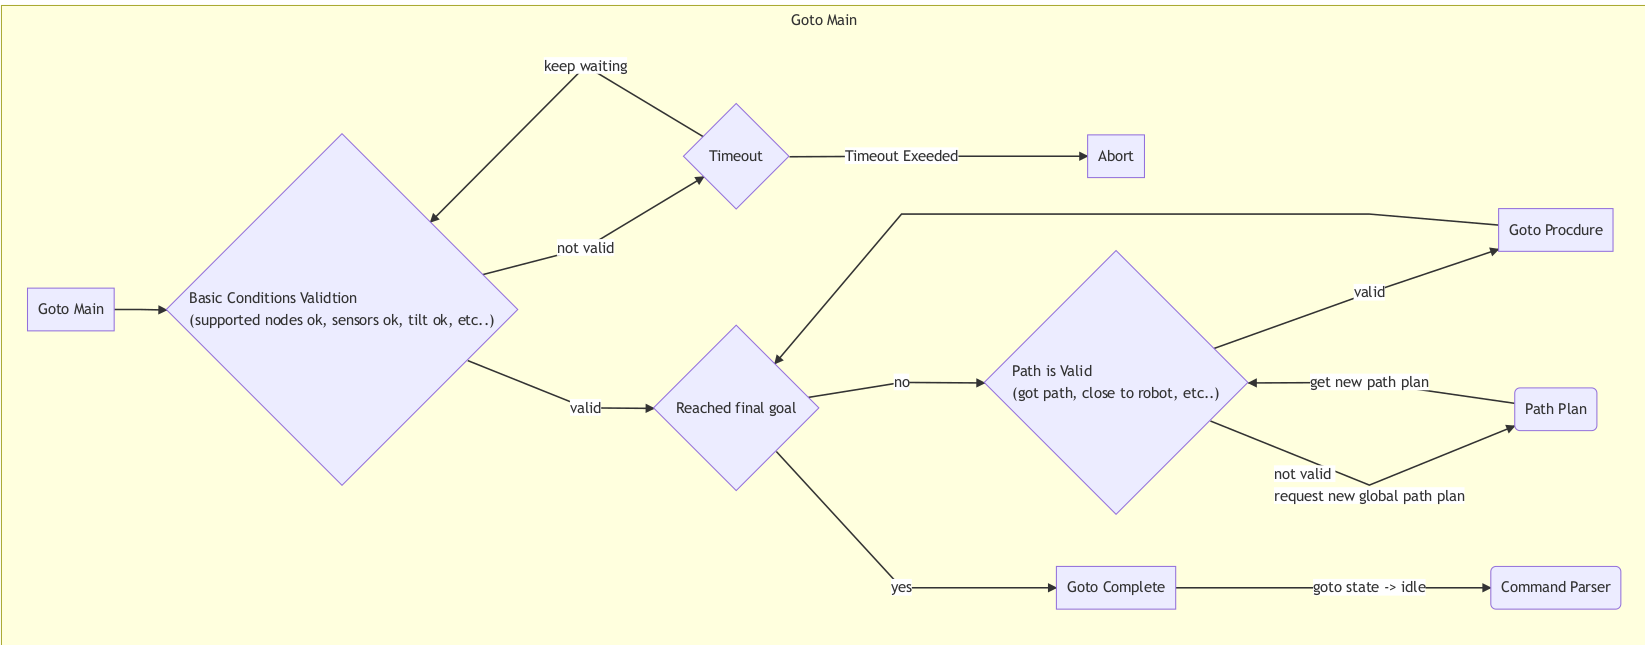 Goto Main
keep waiting
Timeout
Timeout Exeeded
Abort
Goto Procdure
not valid
valid
Goto Main
Basic Conditions Validtion
(supported nodes ok, sensors ok, tilt ok, etc..)
Path is Valid
(got path, close to robot, etc..)
no
get new path plan
valid
Reached final goal
Path Plan
not valid
request new global path plan
yes
Goto Complete
goto state -> idle
Command Parser